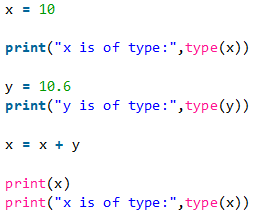 x = 10
print("x is of type:",type(x))
y = 10.6
print("y is of type:",type(y))
x = x + y
print(x)
print("x is of type:",type(x))